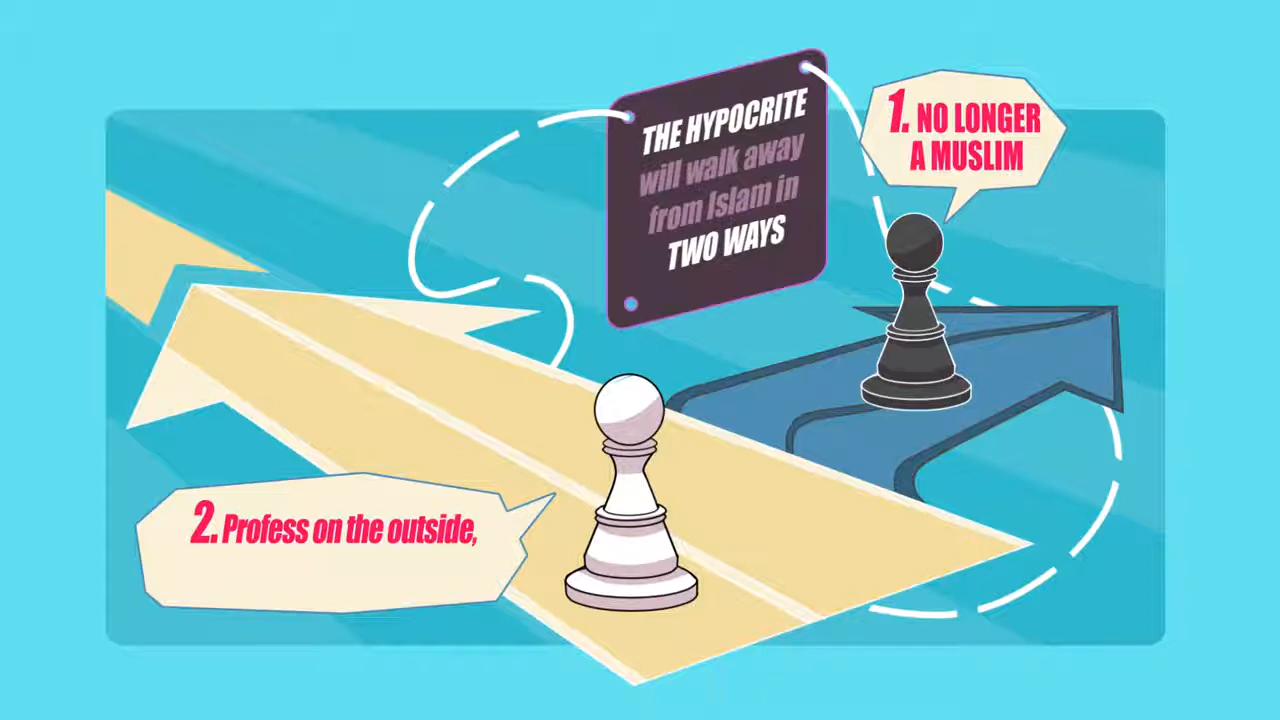 THE HYPOCRITE
will walk away
from Islam in
TWO WAYS
1. NO LONGER
A MUSLIM
2. Profess on the outside,